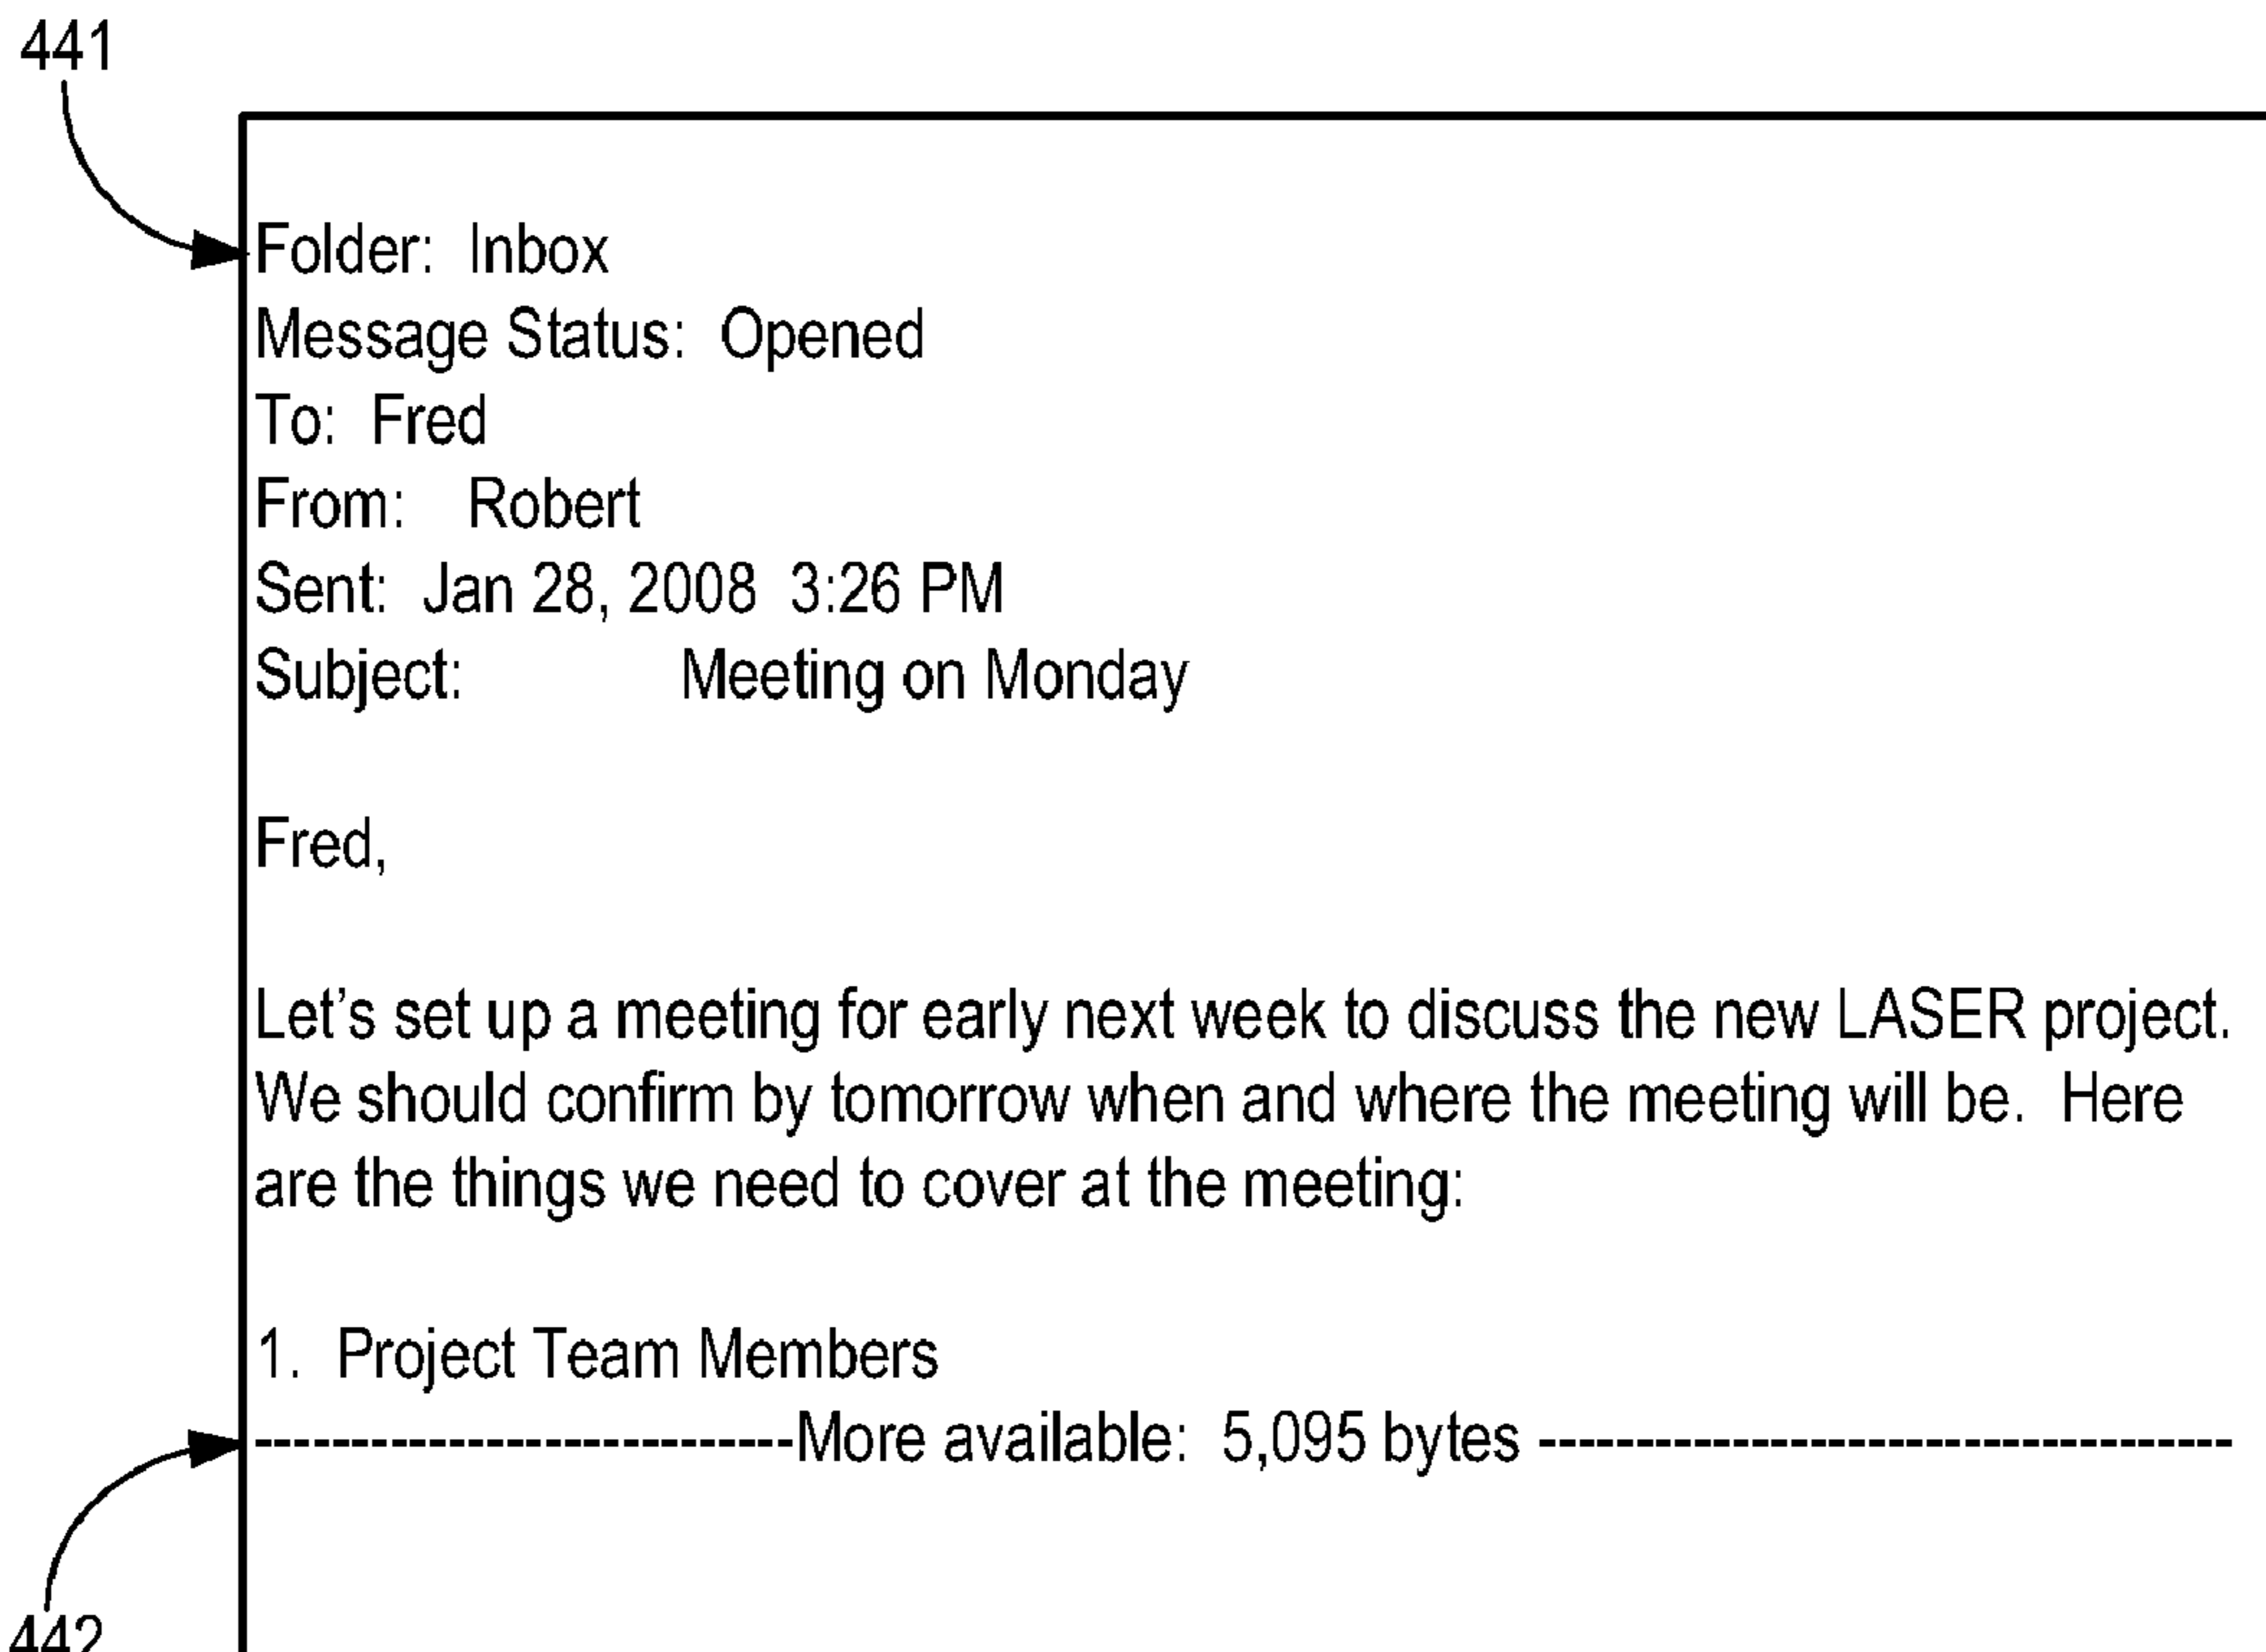 441
Folder:  Inbox
Message Status:  Opened
To:  Fred
From:   Robert
Sent:  Jan 28, 2008  3:26 PM
Subject:            Meeting on Monday
Fred,
Let's set up a meeting for early next week to discuss the new LASER project.
We should confirm by tomorrow when and where the meeting will be.  Here
are the things we need to cover at the meeting:
1.  Project Team Members
----------------------------More available:  5,095 bytes ------------------------------------
442